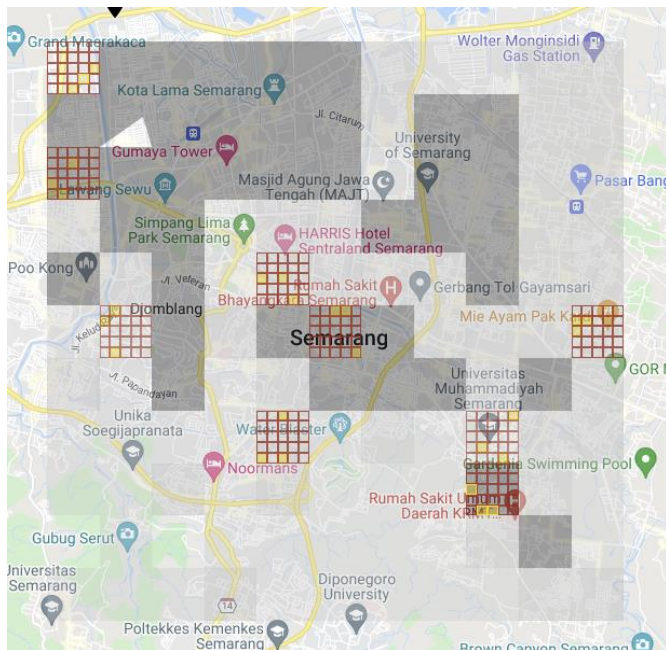 Grand Maerakaca
Wolter Monginsidi
Gas Station
Kota Lama Semarang
Jl. Citarum
University
of Semarang
Gumaya Tower
Masjid Agung Jawa
Tengah (MAJT)
Lawang Sewu
Pasar Bang
Simpang Lima
Park Semarang
HARRIS Hotel
Sentraland Semarang
Poo Kong
Jl. Veteran
Rumah Sakit
Bhayangkara Semarang
Gerbang Tol Gayamsari
Djomblang
Mie Ayam Pak Kardi
Jl. Kelud
Semarang
GOR M
Jl. Papandayan
Universitas
Muhammadiyah
Semarang
Unika
Soegijapranata
Water Blaster
Noormans
Gardenia Swimming Pool
Rumah Sakit Umum
Daerah KRMT
Gubug Serut
Universitas
Semarang
14
Diponegoro
University
Poltekkes Kemenkes
Semarang
Brown Canyon Semarang